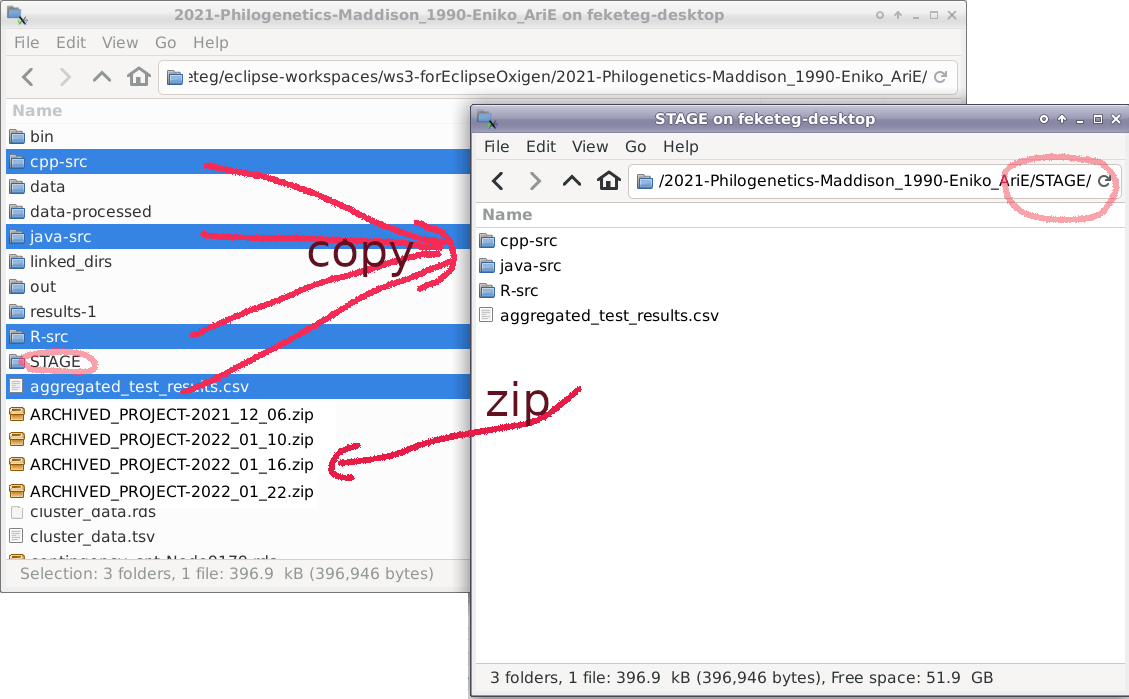 2021-Philogenetics-Maddison_1990-Eniko_AriE on feketeg-desktop
File Edit View Go Help
eteg/eclipse-workspaces/ws3-forEclipseOxigen/2021-Philogenetics-Maddison_1990-Eniko_AriE/
Name
bin
cpp-src
data
data-processed
java-src
linked_dirs
out
results-1
R-src
STAGE
aggregated_test_results.csv
ARCHIVED_PROJECT-2021_12_06.zip
ARCHIVED_PROJECT-2022_01_10.zip
ARCHIVED_PROJECT-2022_01_16.zip
ARCHIVED_PROJECT-2022_01_22.zip
cluster_data.rds
cluster_data.tsv
Selection: 3 folders, 1 file: 396.9 kB (396,946 bytes)
copy
zip
STAGE on feketeg-desktop
File Edit View Go Help
/2021-Philogenetics-Maddison_1990-Eniko_AriE/STAGE/
Name
cpp-src
java-src
R-src
aggregated_test_results.csv
3 folders, 1 file: 396.9 kB (396,946 bytes), Free space: 51.9 GB